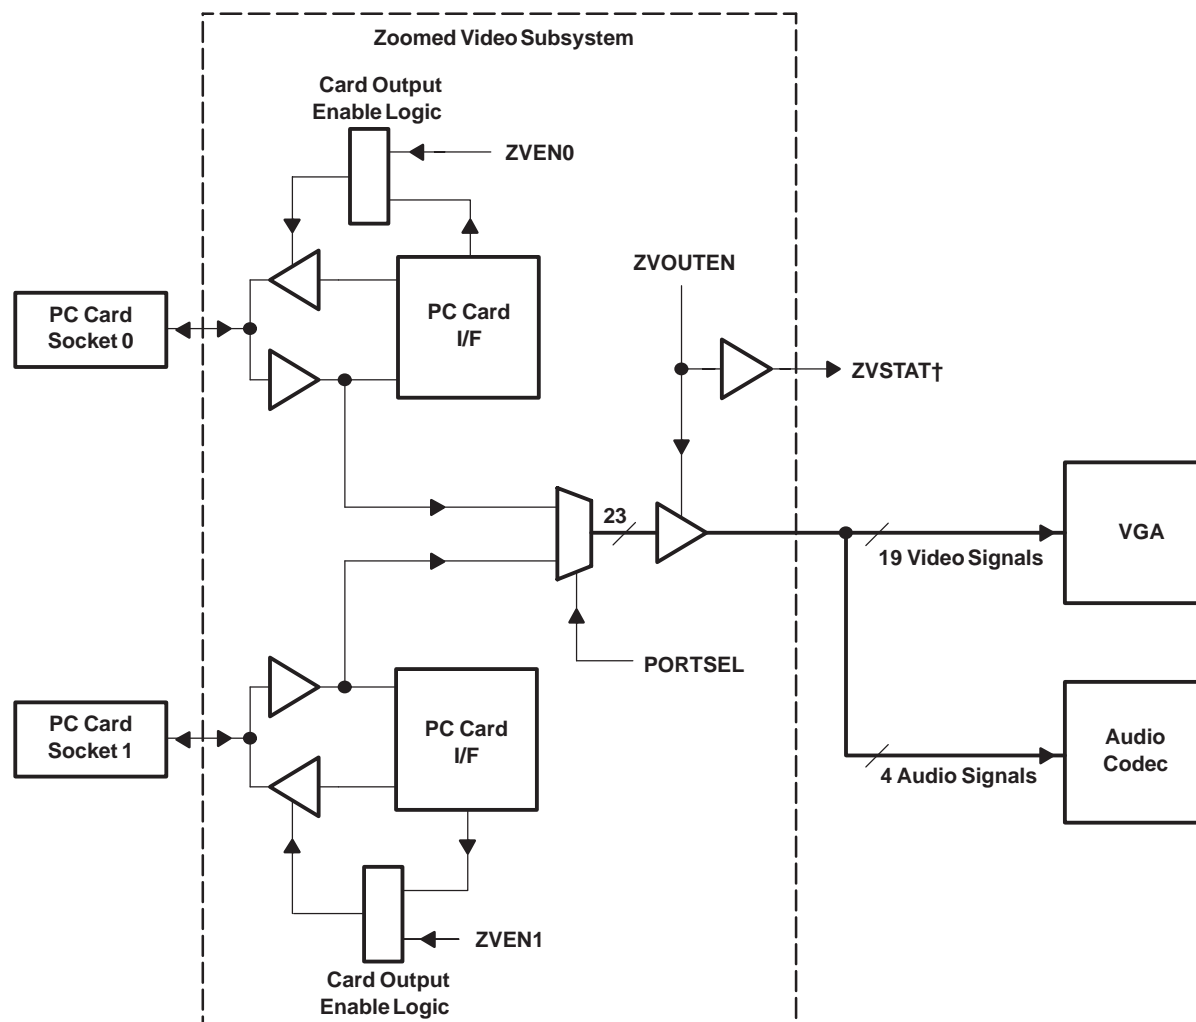 Zoomed Video Subsystem
Card Output
Enable Logic
ZVEN0
ZVOUTEN
PC Card
Socket 0
PC Card
I/F
ZVSTAT†
23
VGA
19 Video Signals
PORTSEL
PC Card
Socket 1
PC Card
I/F
Audio
Codec
4 Audio Signals
ZVEN1
Card Output
Enable Logic